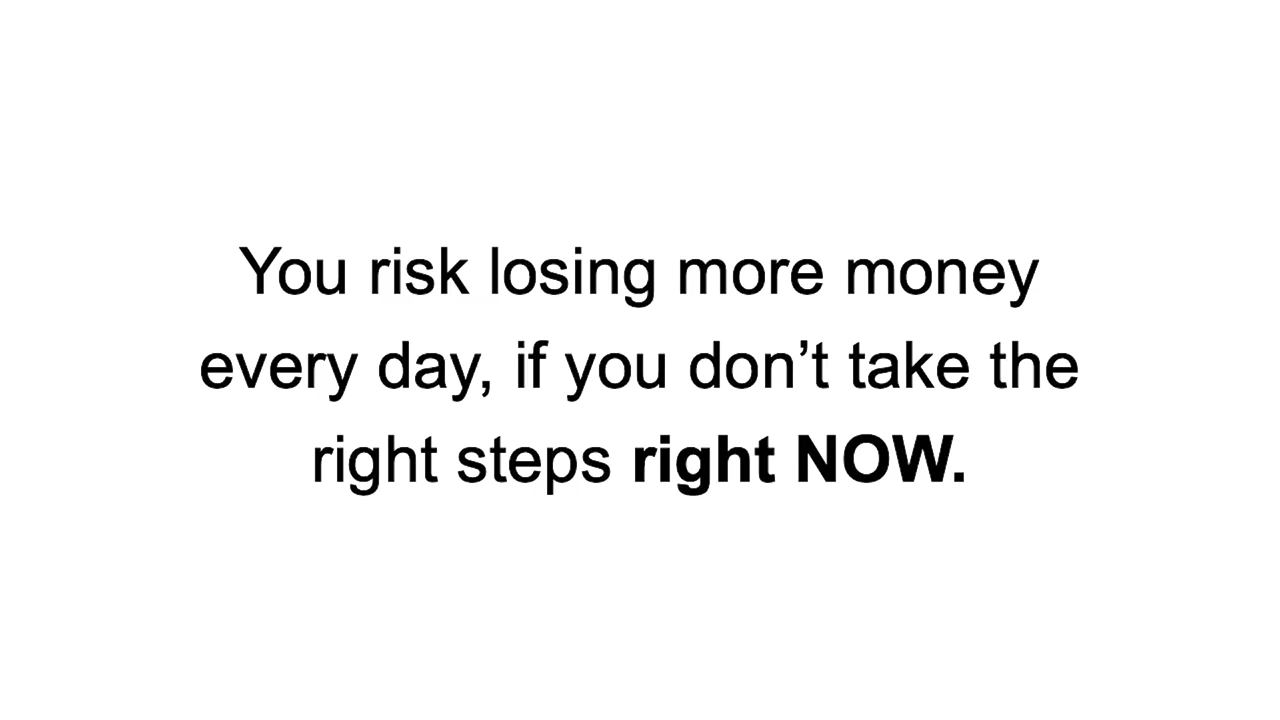 You risk losing more money
every day, if you don’t take the
right steps right NOW.